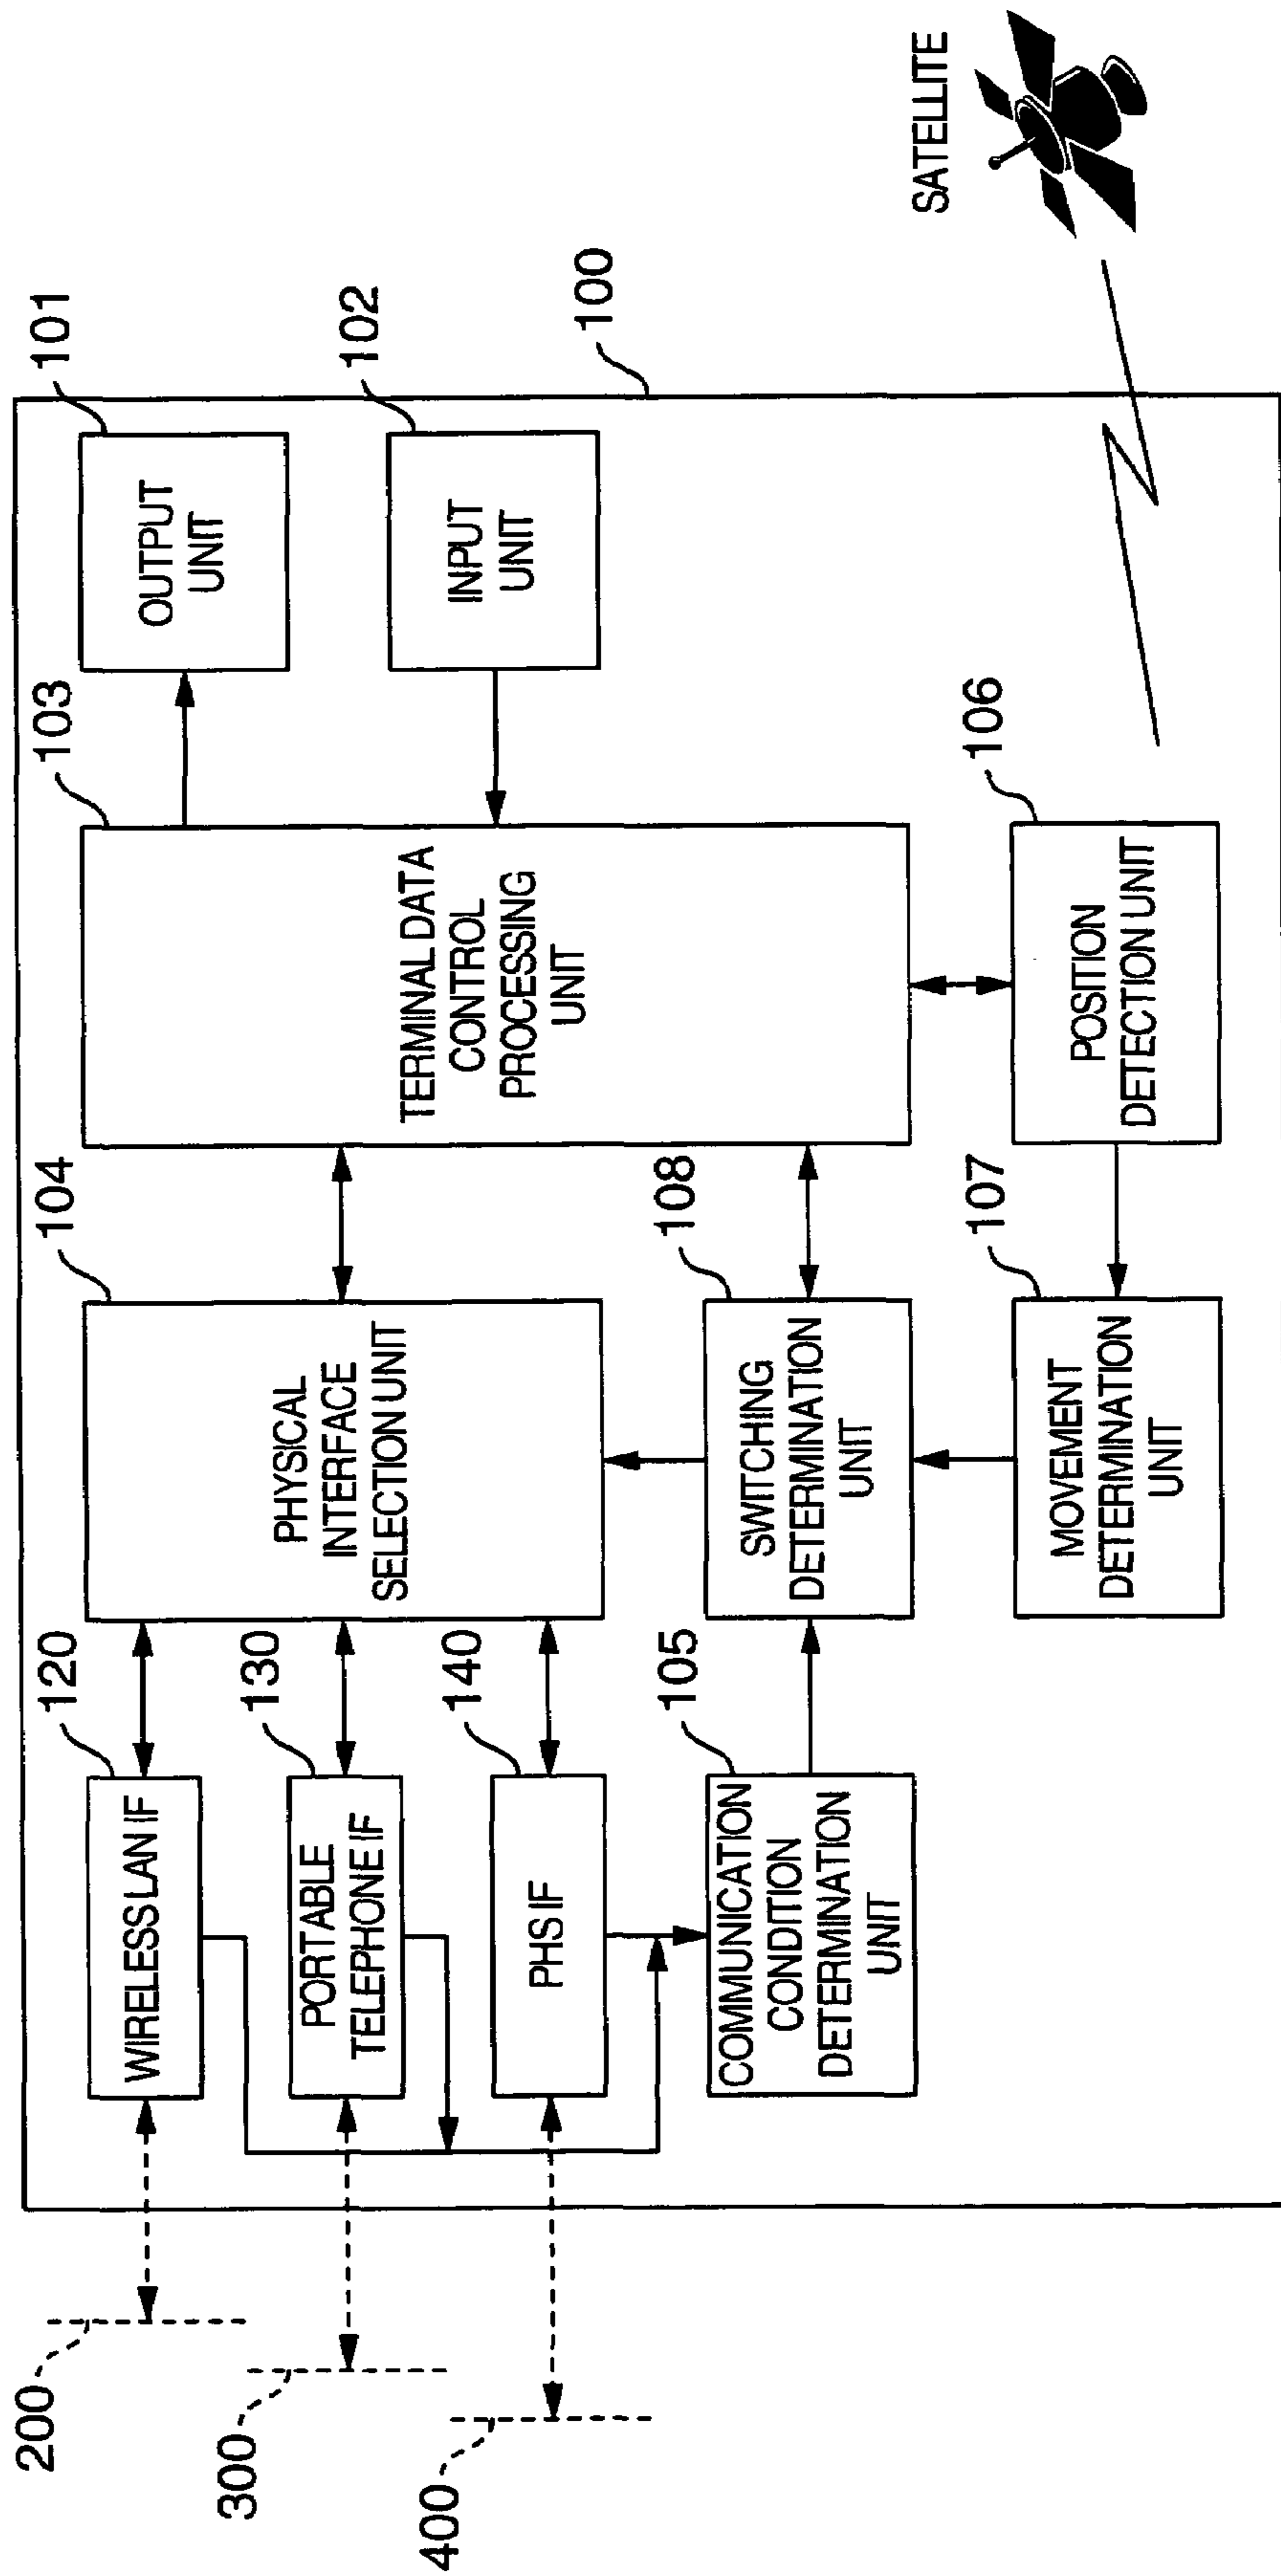 200
300
400
120
WIRELESS LAN IF
130
PORTABLE
TELEPHONE IF
140
PHS IF
105
COMMUNICATION
CONDITION
DETERMINATION
UNIT
104
PHYSICAL
INTERFACE
SELECTION UNIT
108
SWITCHING
DETERMINATION
UNIT
107
MOVEMENT
DETERMINATION
UNIT
103
TERMINAL DATA
CONTROL
PROCESSING
UNIT
106
POSITION
DETECTION UNIT
101
OUTPUT
UNIT
102
INPUT
UNIT
100
SATELLITE